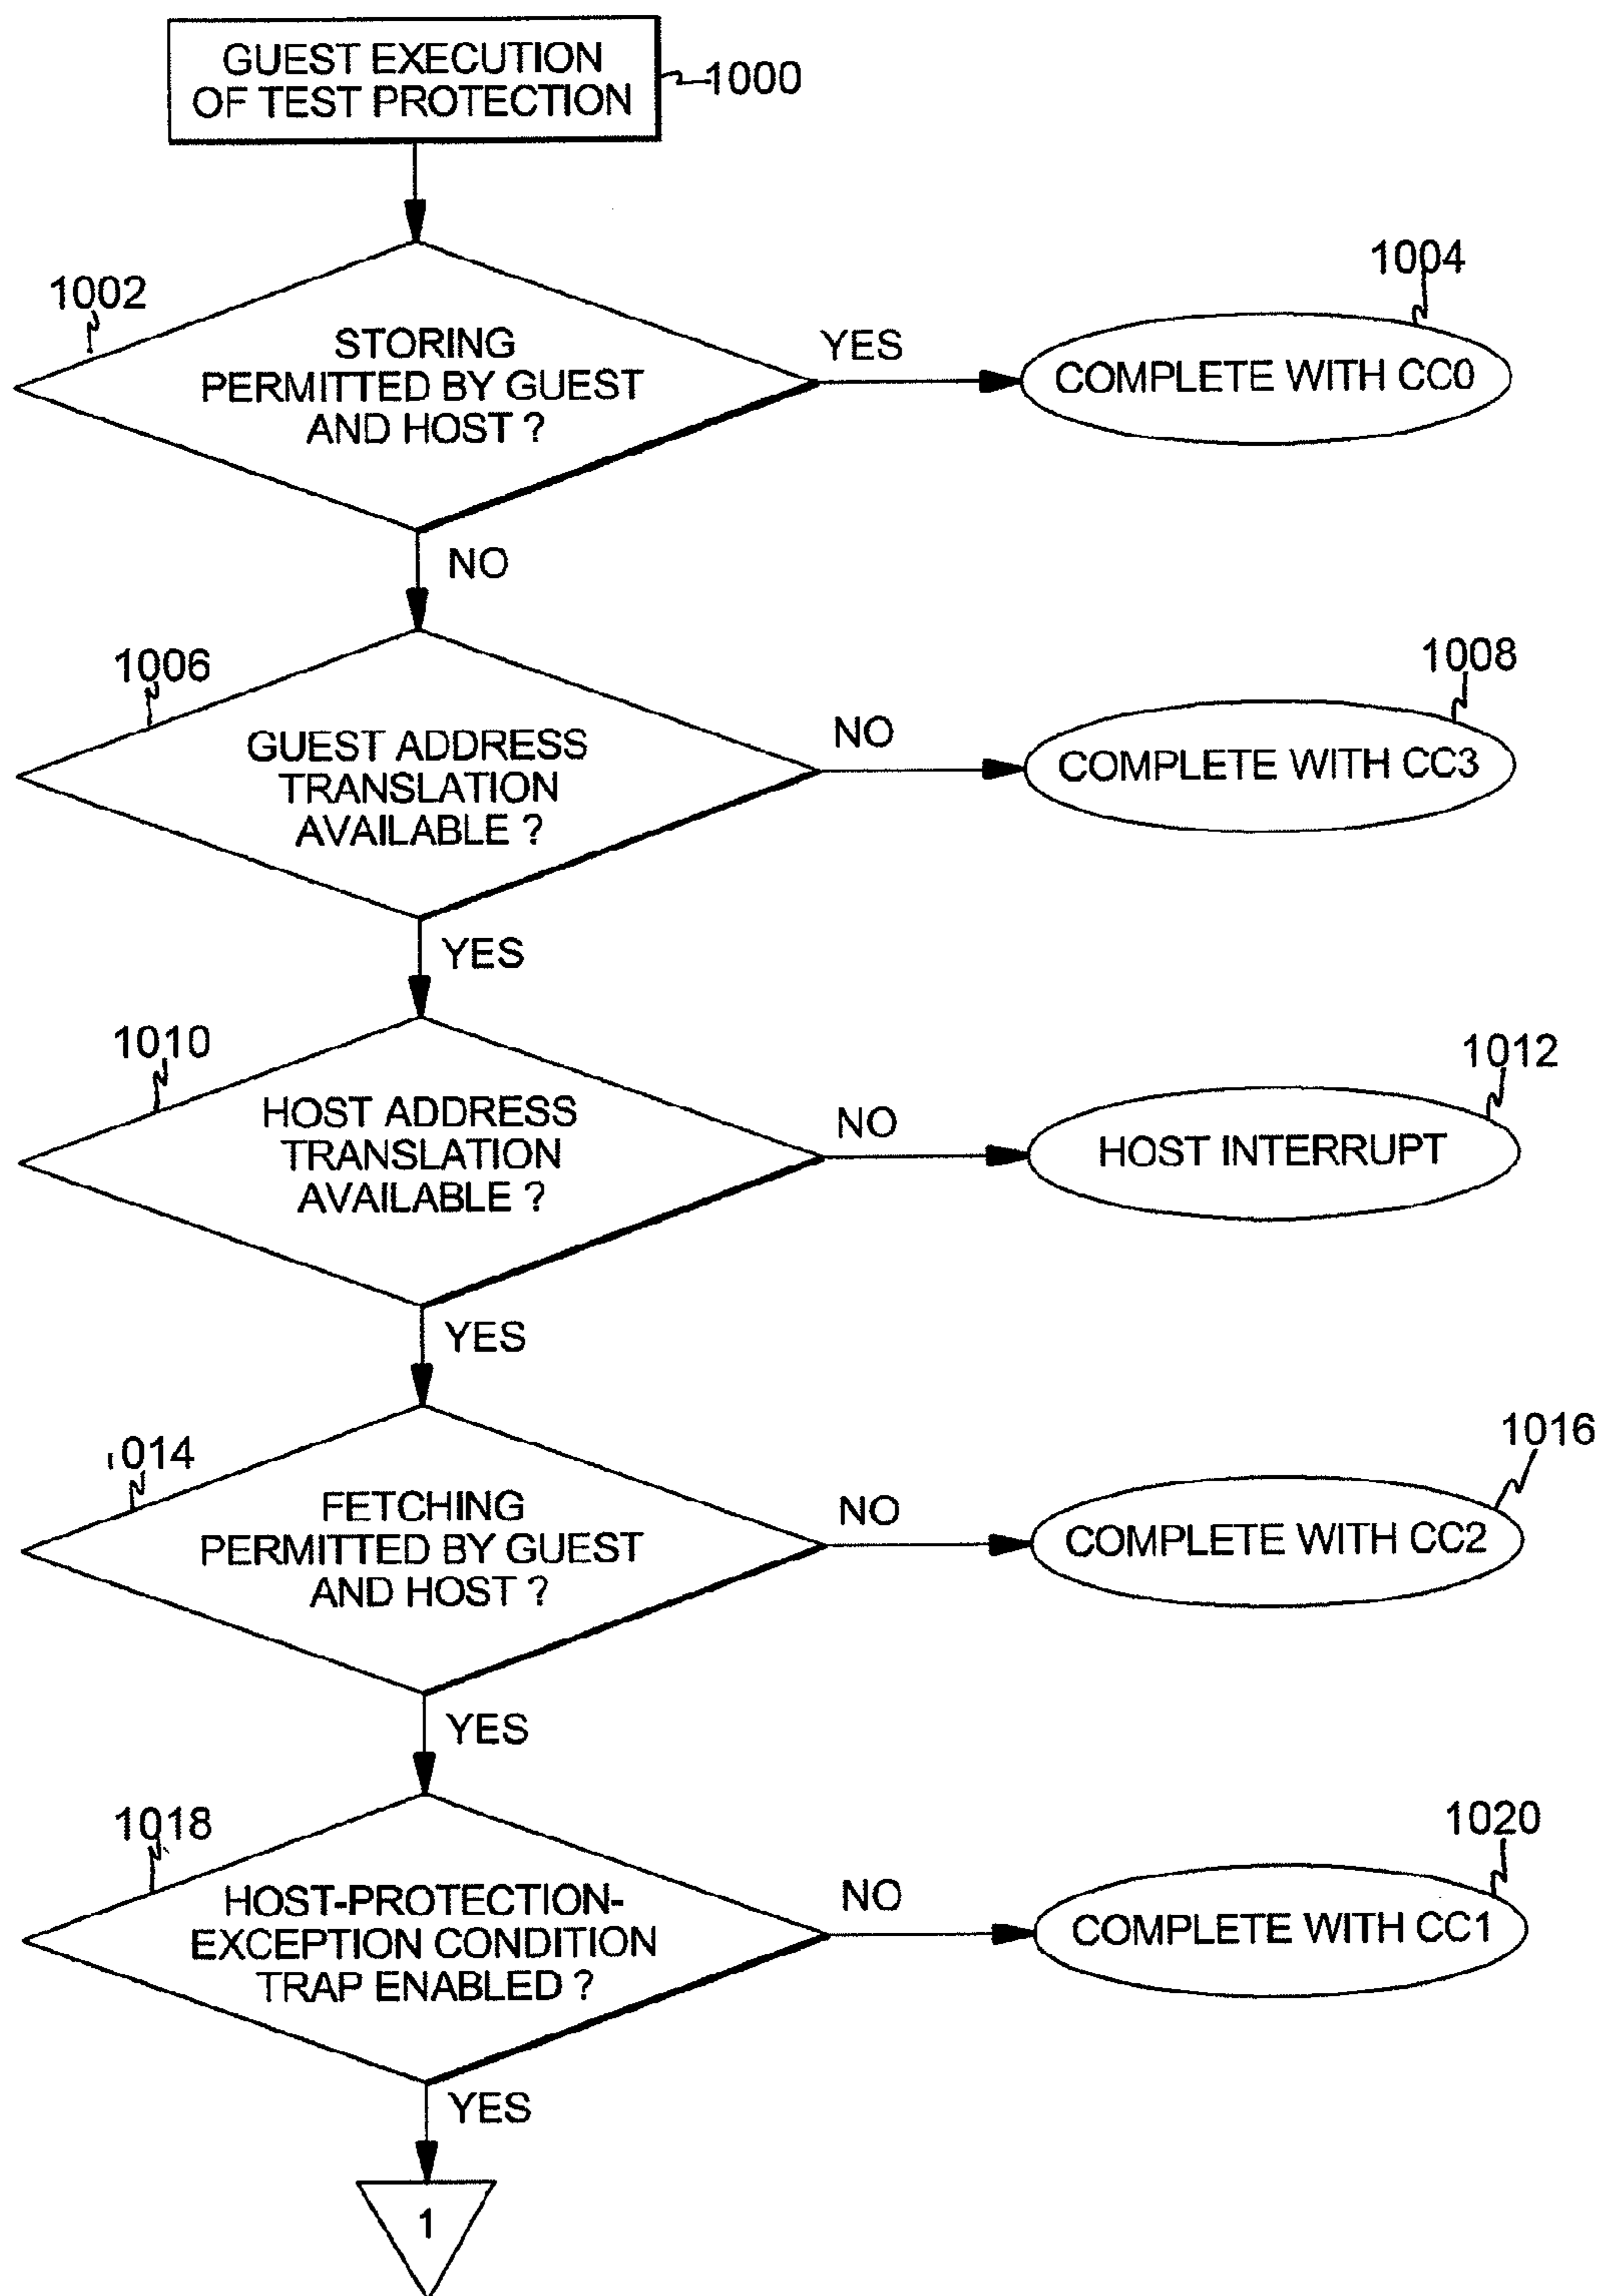 GUEST EXECUTION
OF TEST PROTECTION
1000
1002
STORING
PERMITTED BY GUEST
AND HOST ?
YES
1004
COMPLETE WITH CC0
NO
1006
GUEST ADDRESS
TRANSLATION
AVAILABLE ?
NO
1008
COMPLETE WITH CC3
YES
1010
HOST ADDRESS
TRANSLATION
AVAILABLE ?
NO
1012
HOST INTERRUPT
YES
1014
FETCHING
PERMITTED BY GUEST
AND HOST ?
NO
1016
COMPLETE WITH CC2
YES
1018
HOST-PROTECTION-
EXCEPTION CONDITION
TRAP ENABLED ?
NO
1020
COMPLETE WITH CC1
YES
1